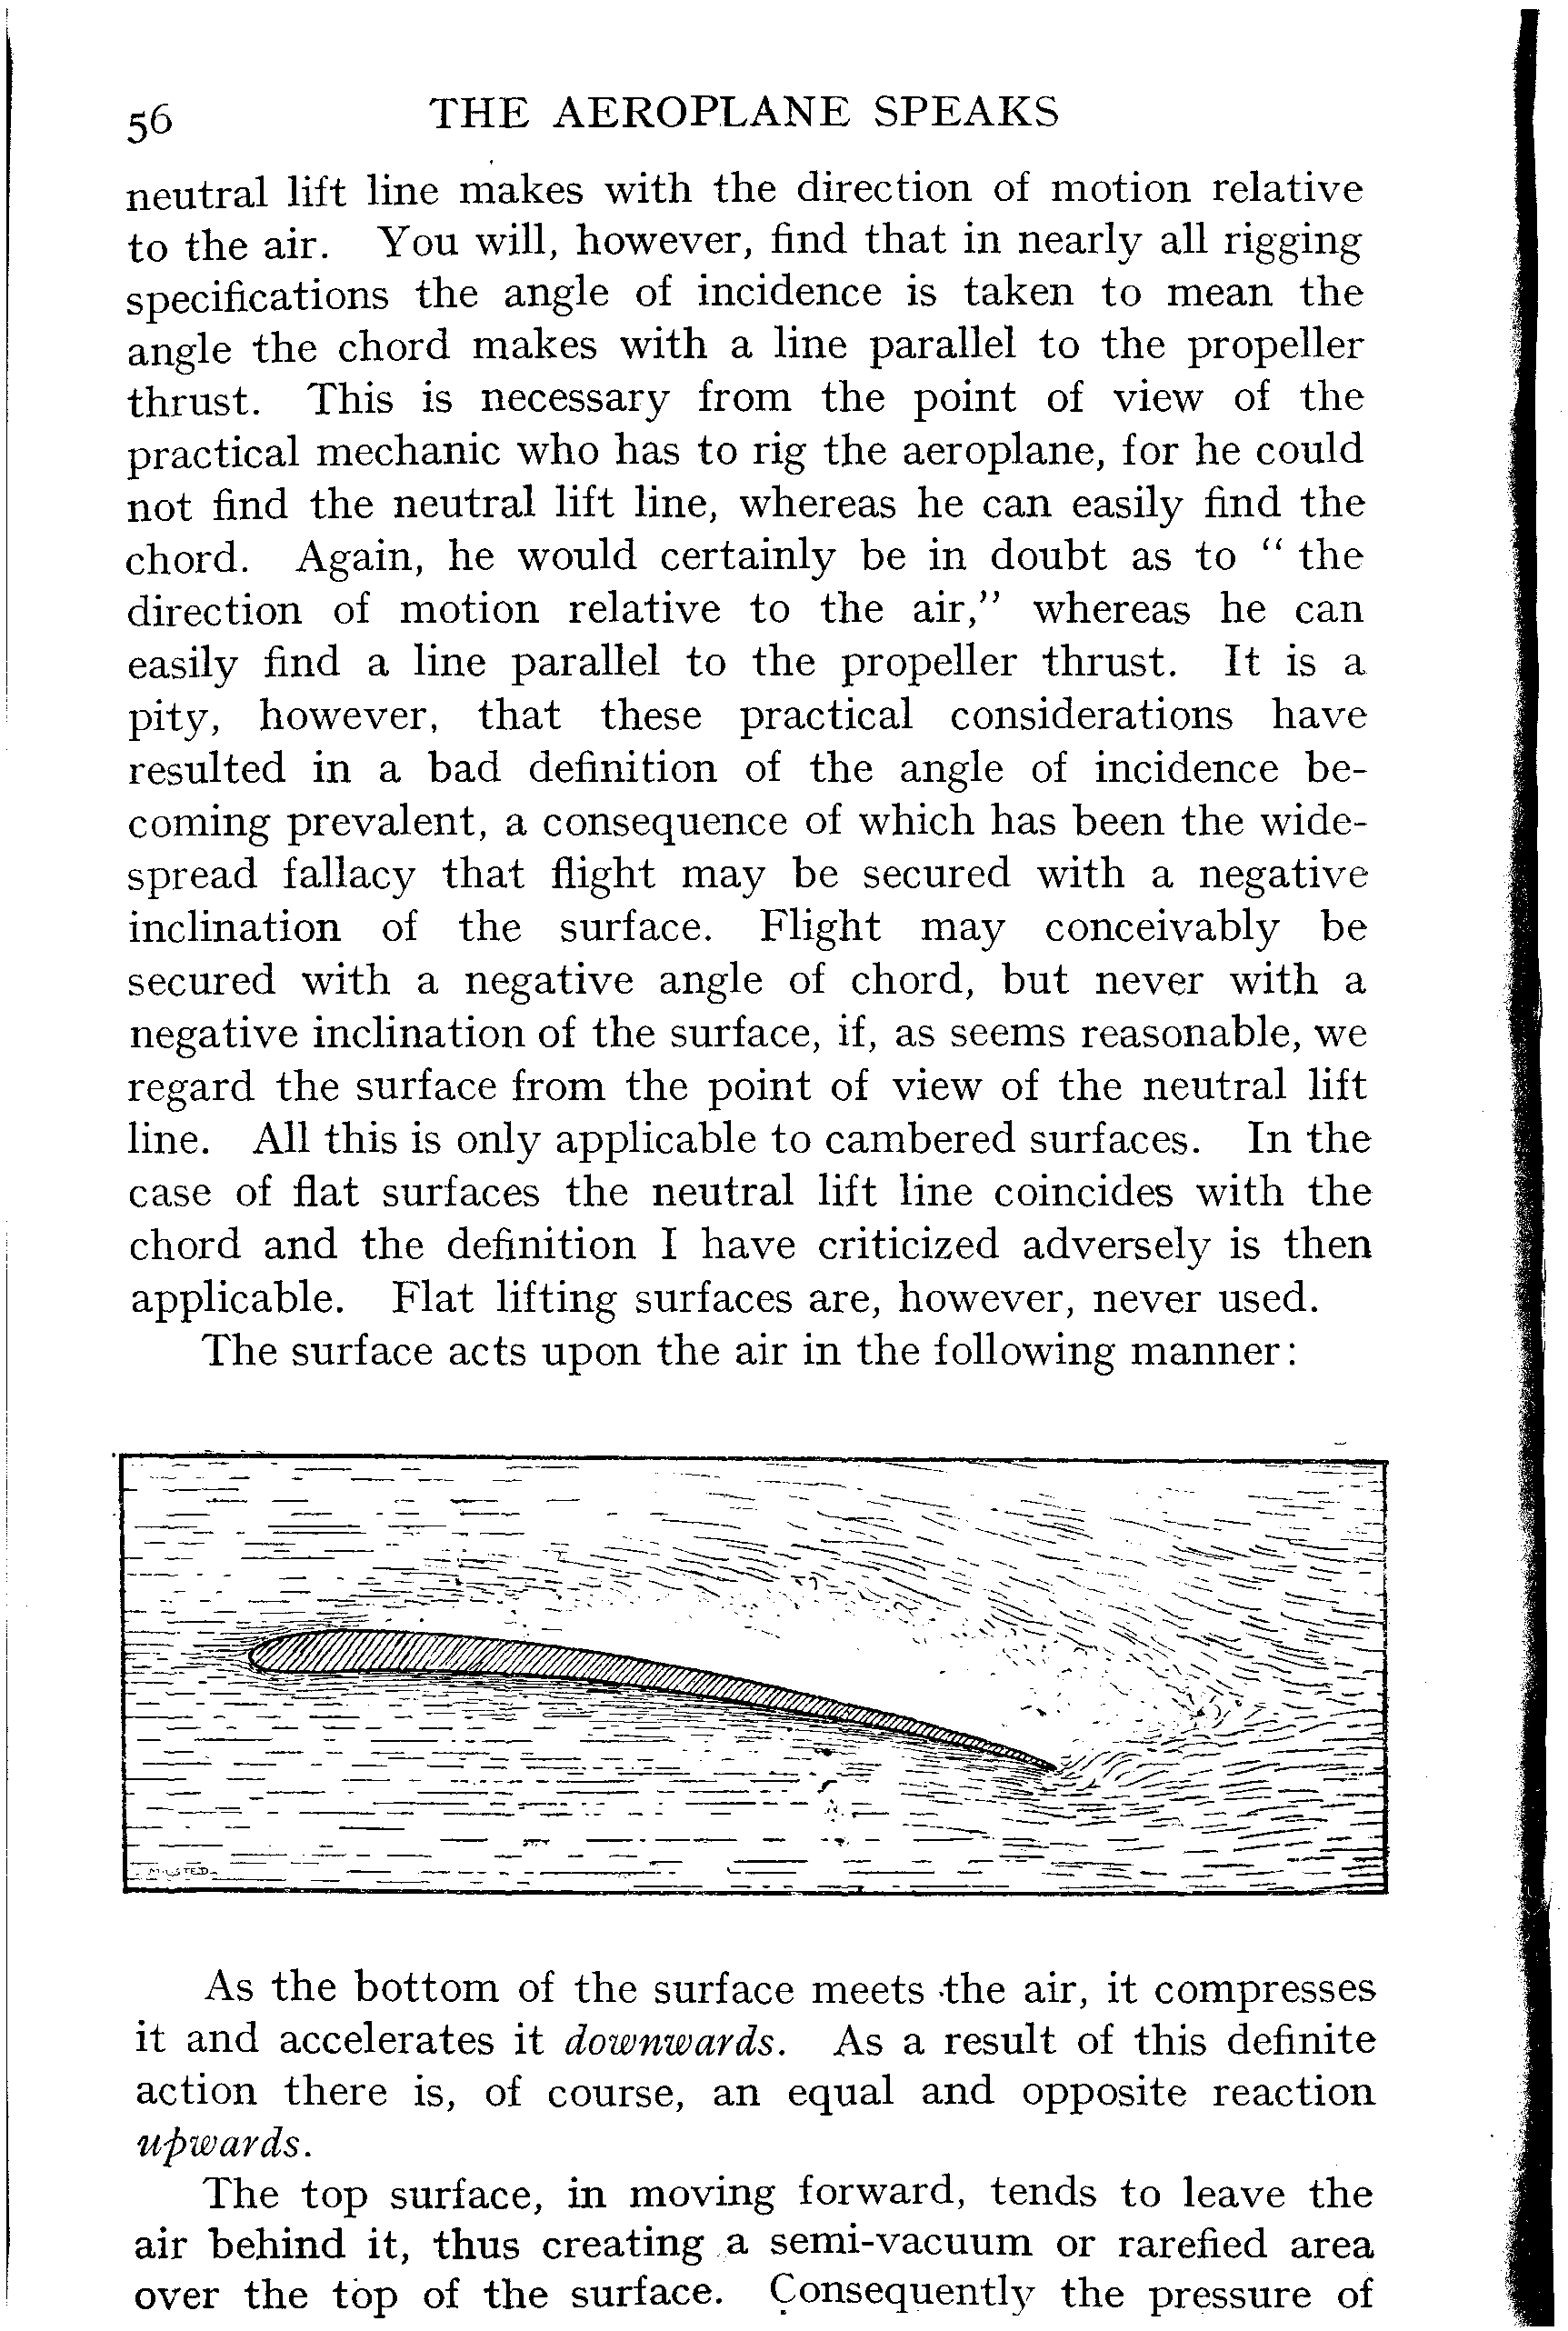 56 THE AEROPLANE SPEAKS
neutral lift line makes with the direction of motion relative
to the air. You will, however, find that in nearly all rigging
specifications the angle of incidence is taken to mean the
angle the chord makes with a line parallel to the propeller
thrust. This is necessary from the point of view of the
practical mechanic who has to rig the aeroplane, for he could
not find the neutral lift line, whereas he can easily find the
chord. Again, he would certainly be in doubt as to “ the
direction of motion relative to the air,” whereas he can
easily find a line parallel to the propeller thrust. It is a
pity, however, that these practical considerations have
resulted in a bad definition of the angle of incidence be-
coming prevalent, a consequence of which has been the wide-
spread fallacy that flight may be secured with a negative
inclination of the surface. Flight may conceivably be
secured with a negative angle of chord, but never with a
negative inclination of the surface, if, as seems reasonable, we
regard the surface from the point of view of the neutral lift
line. All this is only applicable to cambered surfaces. In the
case of flat surfaces the neutral lift line coincides with the
chord and the definition I have criticized adversely is then
applicable. Flat lifting surfaces are, however, never used.
The surface acts upon the air in the following manner:
As the bottom of the surface meets the air, it compresses
it and accelerates it downwards. As a result of this definite
action there is, of course, an equal and opposite reaction
upwards.
The top surface, in moving forward, tends to leave the
air behind it, thus creating a semi-vacuum or rarefied area
over the top of the surface. Consequently the pressure of